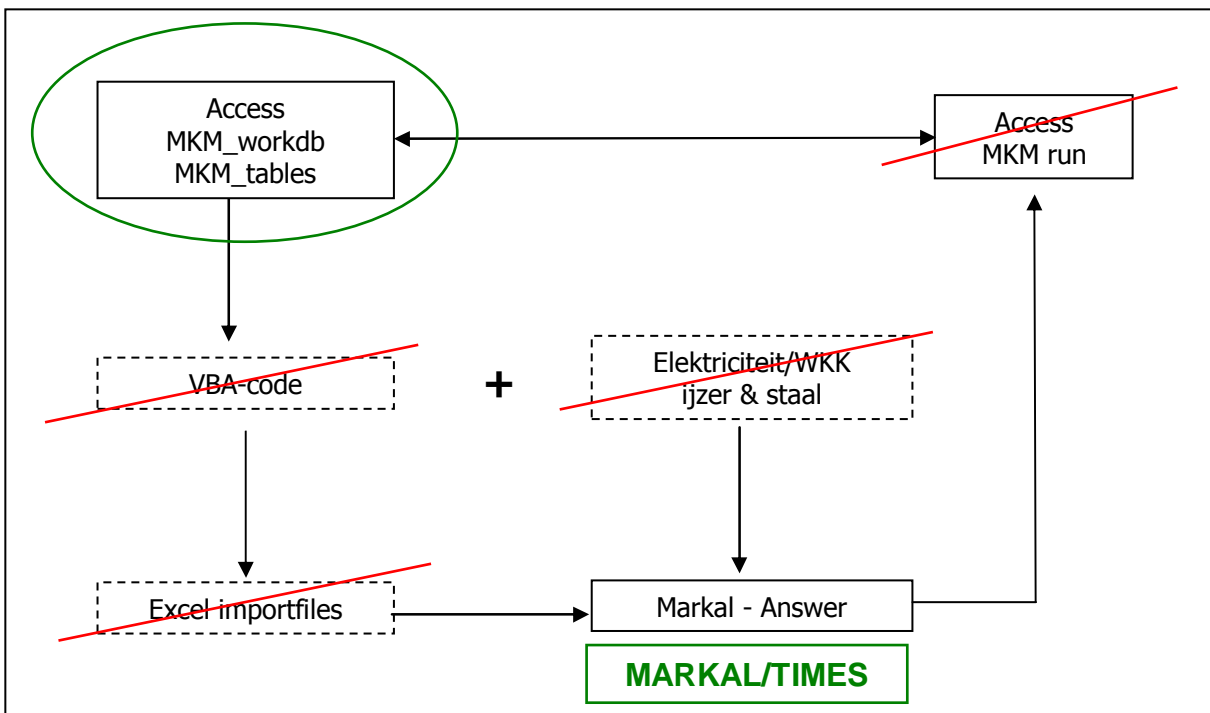 Access
MKM_workdb
MKM_tables
Access
MKM run
VBA-code
+
Elektriciteit/WKK
ijzer & staal
Excel importfiles
Markal - Answer
MARKAL/TIMES